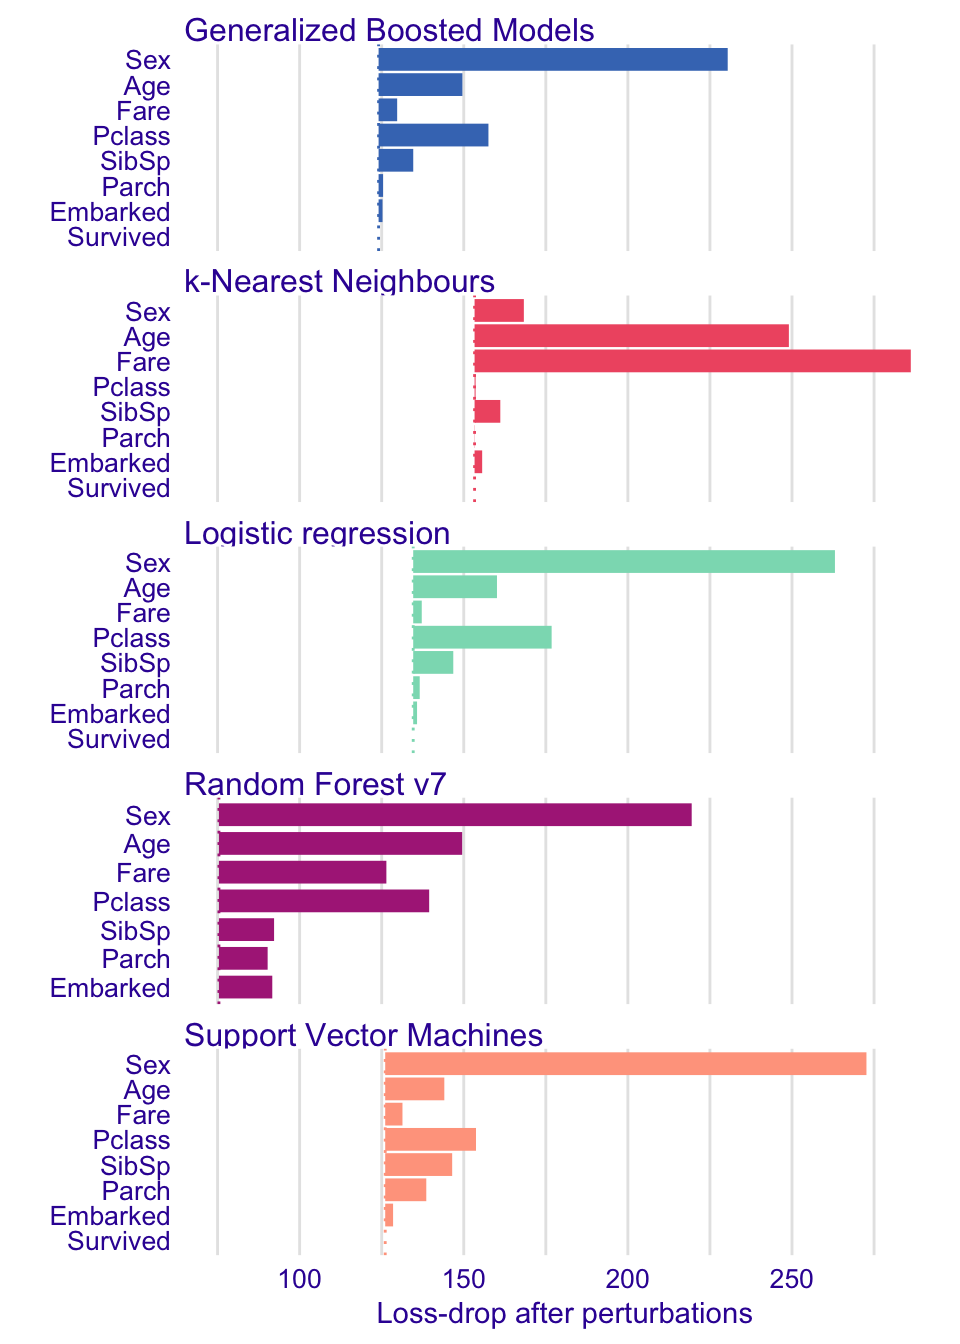 Generalized Boosted Models
Sex
Age
Fare
Pclass
SibSp
Parch
Embarked
Survived
k-Nearest Neighbours
Sex
Age
Fare
Pclass
SibSp
Parch
Embarked
Survived
Logistic regression
Sex
Age
Fare
Pclass
SibSp
Parch
Embarked
Survived
Random Forest v7
Sex
Age
Fare
Pclass
SibSp
Parch
Embarked
Support Vector Machines
Sex
Age
Fare
Pclass
SibSp
Parch
Embarked
Survived
100 150 200 250
Loss-drop after perturbations